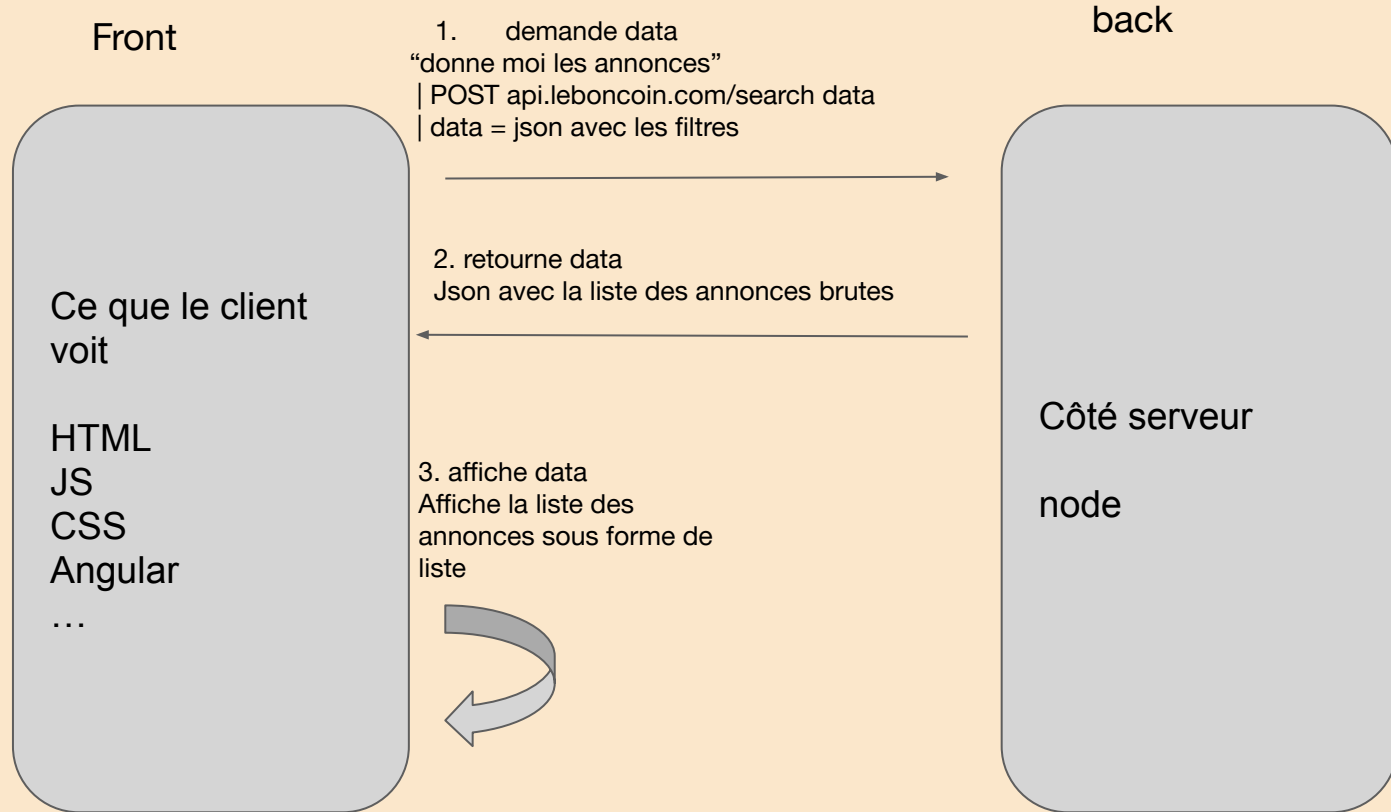 Front
1. demande data
“donne moi les annonces”
| POST api.leboncoin.com/search data
| data = json avec les filtres
back
2. retourne data
Json avec la liste des annonces brutes
Ce que le client
voit
HTML
JS
CSS
Angular
…
3. affiche data
Affiche la liste des
annonces sous forme de
liste
Côté serveur
node